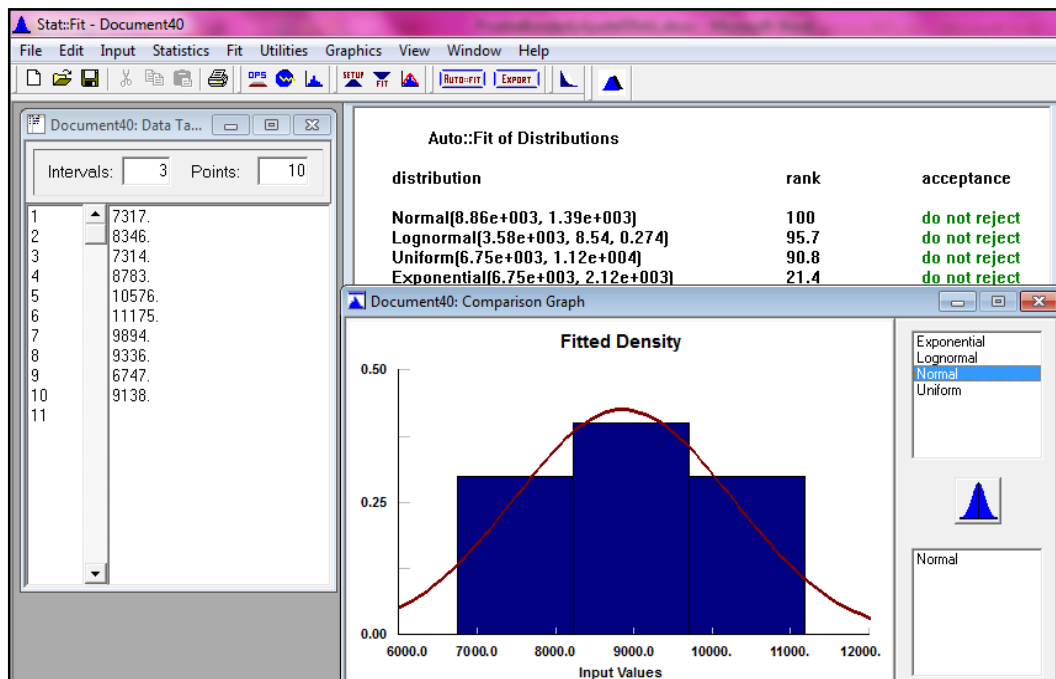 Stat::Fit - Document40
File Edit Input Statistics Fit Utilities Graphics View Window Help
OPS SETUP FIT AUTO::FIT EXPORT
Document40: Data Ta...
Intervals: 3 Points: 10
1 7317.
2 8346.
3 7314.
4 8783.
5 10576.
6 11175.
7 9894.
8 9336.
9 6747.
10 9138.
11
Auto::Fit of Distributions
distribution rank acceptance
Normal(8.86e+003, 1.39e+003) 100 do not reject
Lognormal(3.58e+003, 8.54, 0.274) 95.7 do not reject
Uniform(6.75e+003, 1.12e+004) 90.8 do not reject
Exponential(6.75e+003, 2.12e+003) 21.4 do not reject
Document40: Comparison Graph
Fitted Density
0.50
0.25
0.00
6000.0 7000.0 8000.0 9000.0 10000. 11000. 12000.
Input Values
Exponential
Lognormal
Normal
Uniform
Normal